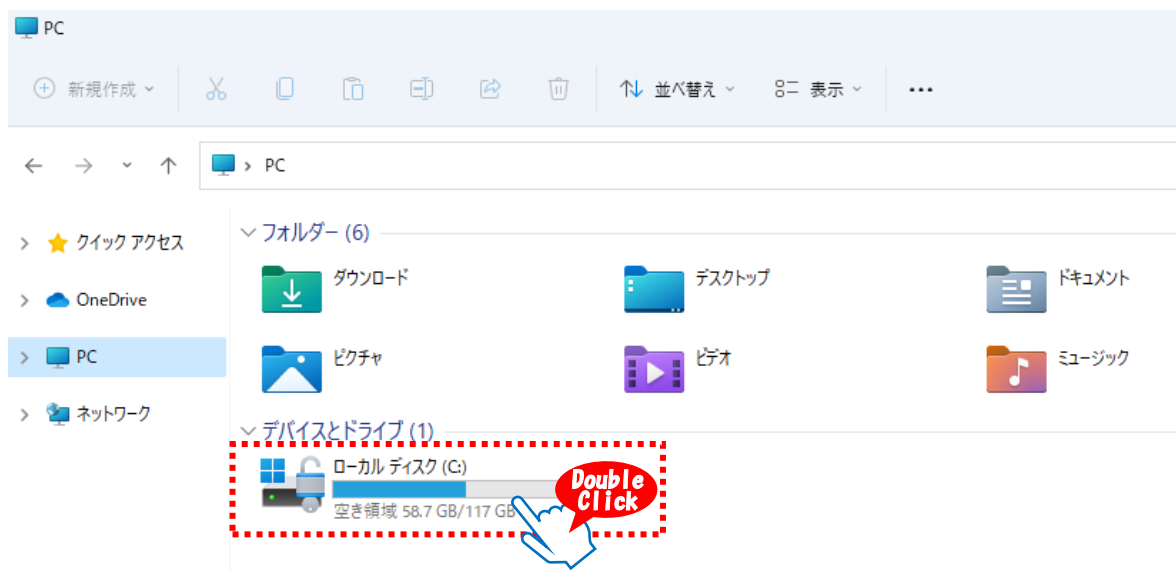 PC
新規作成
並べ替え
表示
PC
クイック アクセス
OneDrive
PC
ネットワーク
フォルダー (6)
ダウンロード
デスクトップ
ドキュメント
ピクチャ
ビデオ
ミュージック
デバイスとドライブ (1)
ローカル ディスク (C:)
空き領域 58.7 GB/117 GB
Double
Click